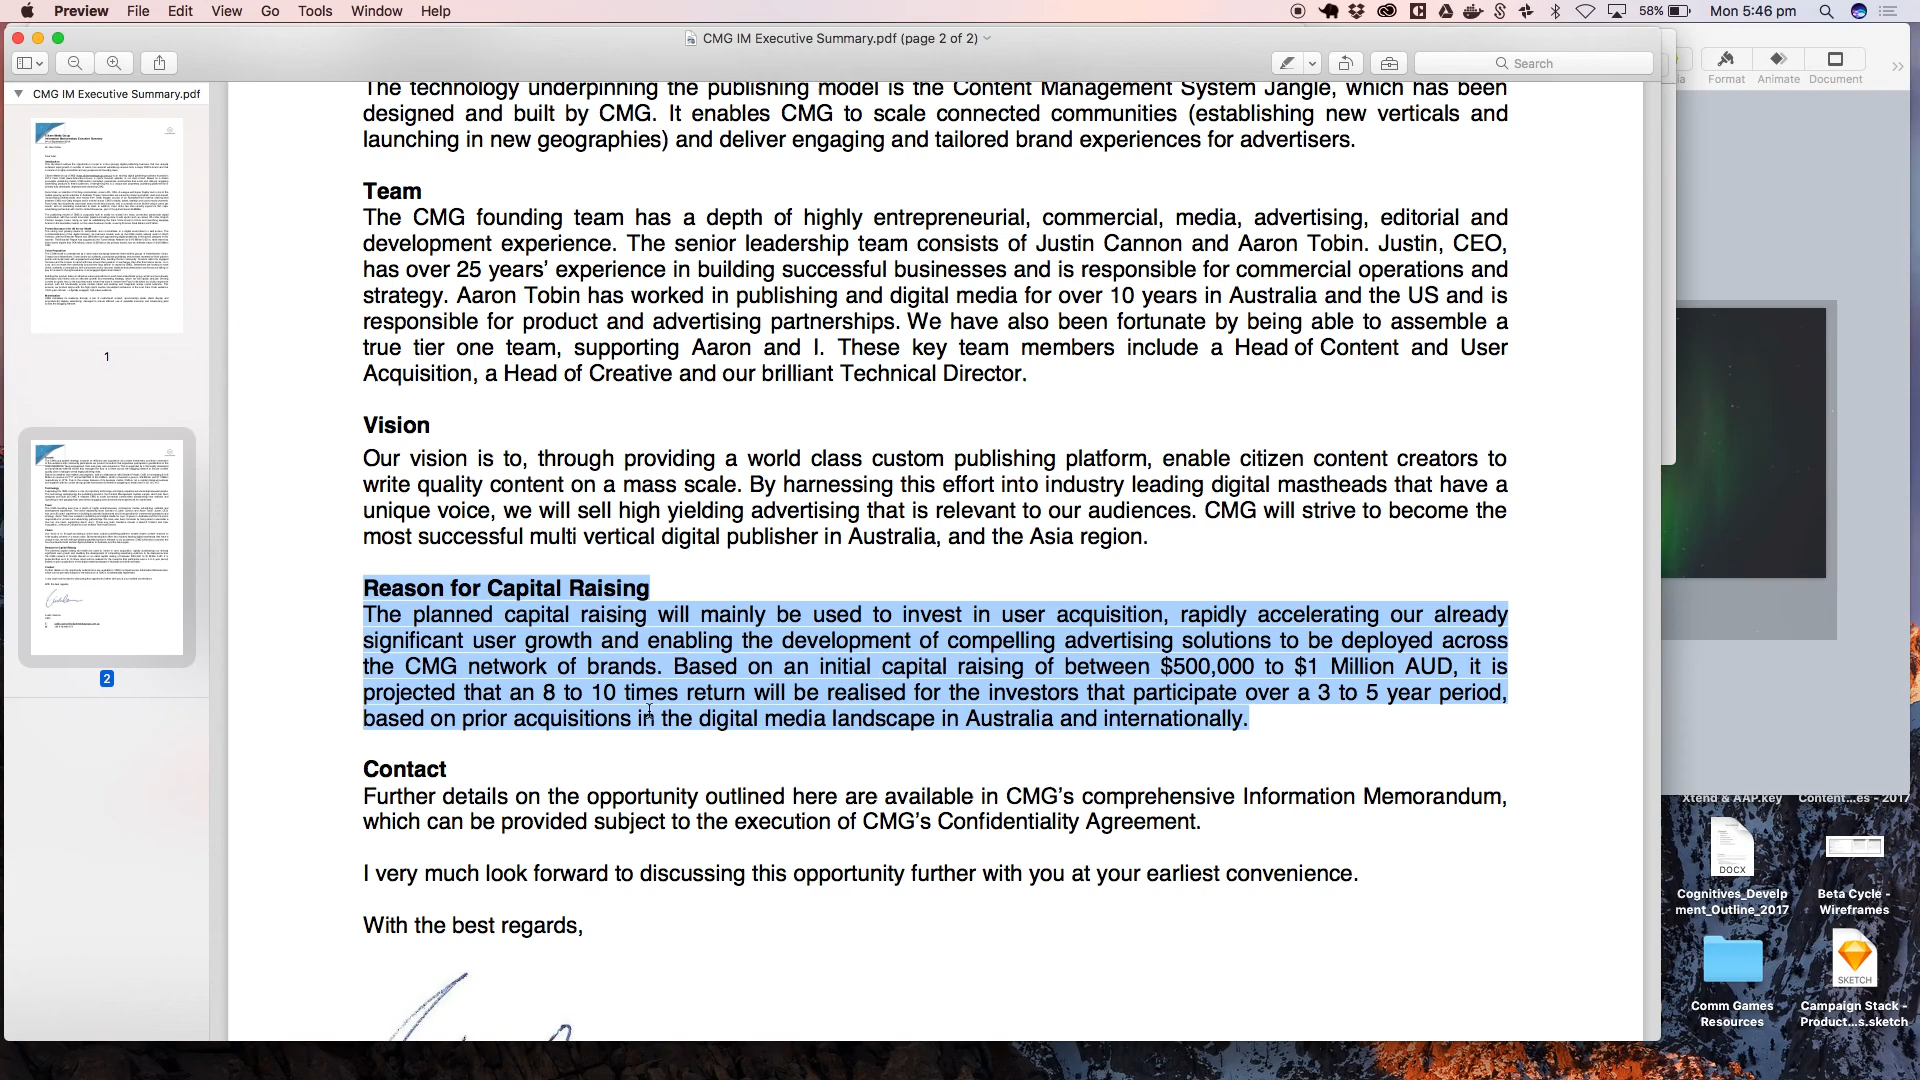 Preview File Edit View Go Tools Window Help
58% Mon 5:46 pm
CMG IM Executive Summary.pdf (page 2 of 2)
Search
Format Animate Document
CMG IM Executive Summary.pdf
1
2
The technology underpinning the publishing model is the Content Management System Jangle, which has been
designed and built by CMG. It enables CMG to scale connected communities (establishing new verticals and
launching in new geographies) and deliver engaging and tailored brand experiences for advertisers.
Team
The CMG founding team has a depth of highly entrepreneurial, commercial, media, advertising, editorial and
development experience. The senior leadership team consists of Justin Cannon and Aaron Tobin. Justin, CEO,
has over 25 years’ experience in building successful businesses and is responsible for commercial operations and
strategy. Aaron Tobin has worked in publishing and digital media for over 10 years in Australia and the US and is
responsible for product and advertising partnerships. We have also been fortunate by being able to assemble a
true tier one team, supporting Aaron and I. These key team members include a Head of Content and User
Acquisition, a Head of Creative and our brilliant Technical Director.
Vision
Our vision is to, through providing a world class custom publishing platform, enable citizen content creators to
write quality content on a mass scale. By harnessing this effort into industry leading digital mastheads that have a
unique voice, we will sell high yielding advertising that is relevant to our audiences. CMG will strive to become the
most successful multi vertical digital publisher in Australia, and the Asia region.
Reason for Capital Raising
The planned capital raising will mainly be used to invest in user acquisition, rapidly accelerating our already
significant user growth and enabling the development of compelling advertising solutions to be deployed across
the CMG network of brands. Based on an initial capital raising of between $500,000 to $1 Million AUD, it is
projected that an 8 to 10 times return will be realised for the investors that participate over a 3 to 5 year period,
based on prior acquisitions in the digital media landscape in Australia and internationally.
Contact
Further details on the opportunity outlined here are available in CMG’s comprehensive Information Memorandum,
which can be provided subject to the execution of CMG’s Confidentiality Agreement.
I very much look forward to discussing this opportunity further with you at your earliest convenience.
With the best regards,
Xtend & AAP.key Content...es - 2017
DOCX
Cognitives_Develp
ment_Outline_2017
Beta Cycle -
Wireframes
SKETCH
Comm Games
Resources
Campaign Stack -
Product...s.sketch